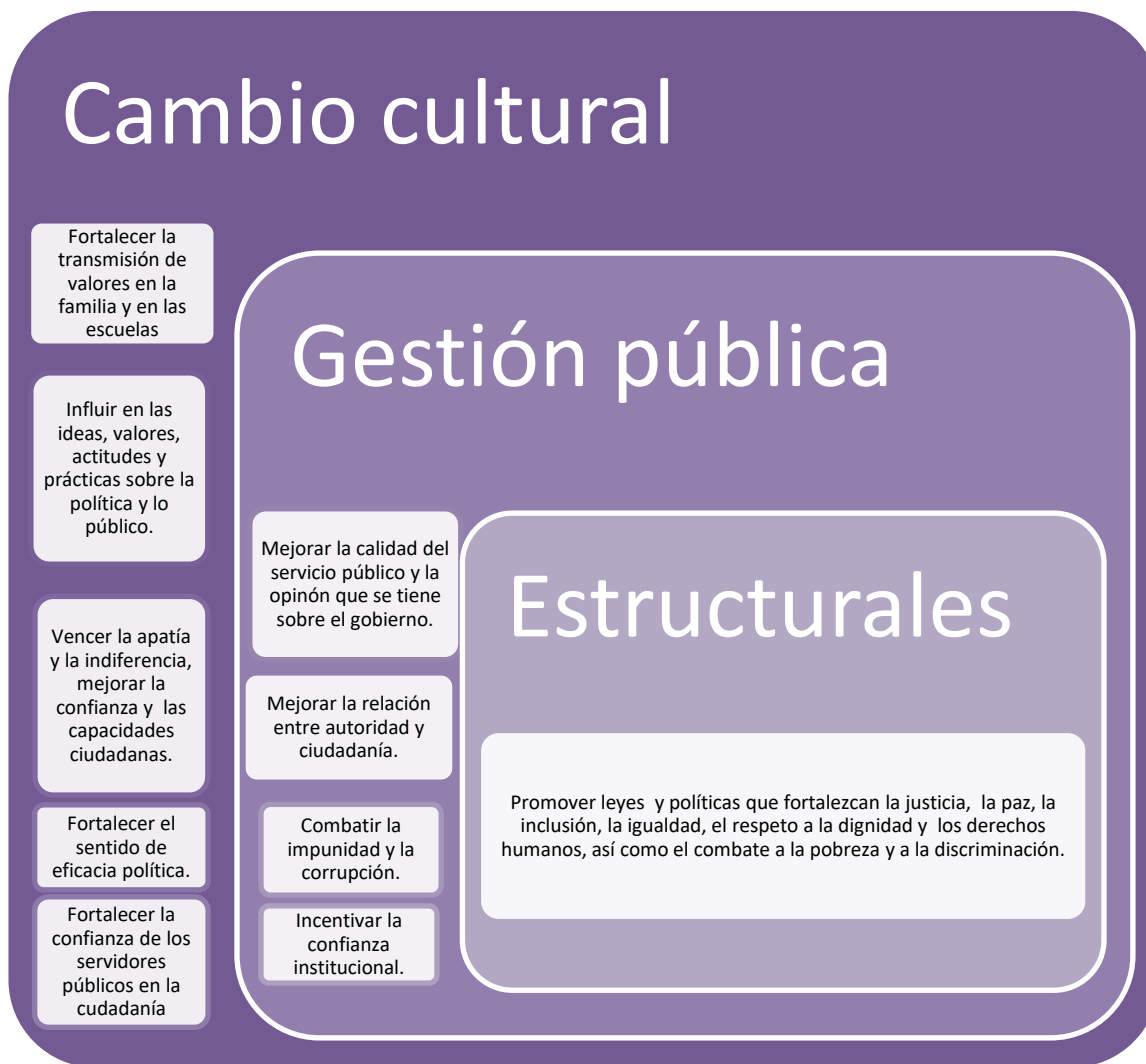 Cambio cultural
Fortalecer la
transmisión de
valores en la
familia y en las
escuelas
Influir en las
ideas, valores,
actitudes y
prácticas sobre la
política y lo
público.
Vencer la apatía
y la indiferencia,
mejorar la
confianza y las
capacidades
ciudadanas.
Fortalecer el
sentido de
eficacia política.
Fortalecer la
confianza de los
servidores
públicos en la
cudadanía
Gestión pública
Mejorar la calidad del
servicio público y la
opinón que se tiene
sobre el gobierno.
Mejorar la relación
entre autoridad y
ciudadanía.
Combatir la
impunidad y la
corrupción.
Incentivar la
confianza
institucional.
Estructurales
Promover leyes y políticas que fortalezcan la justicia, la paz, la
inclusión, la igualdad, el respeto a la dignidad y los derechos
humanos, así como el combate a la pobreza y a la discriminación.